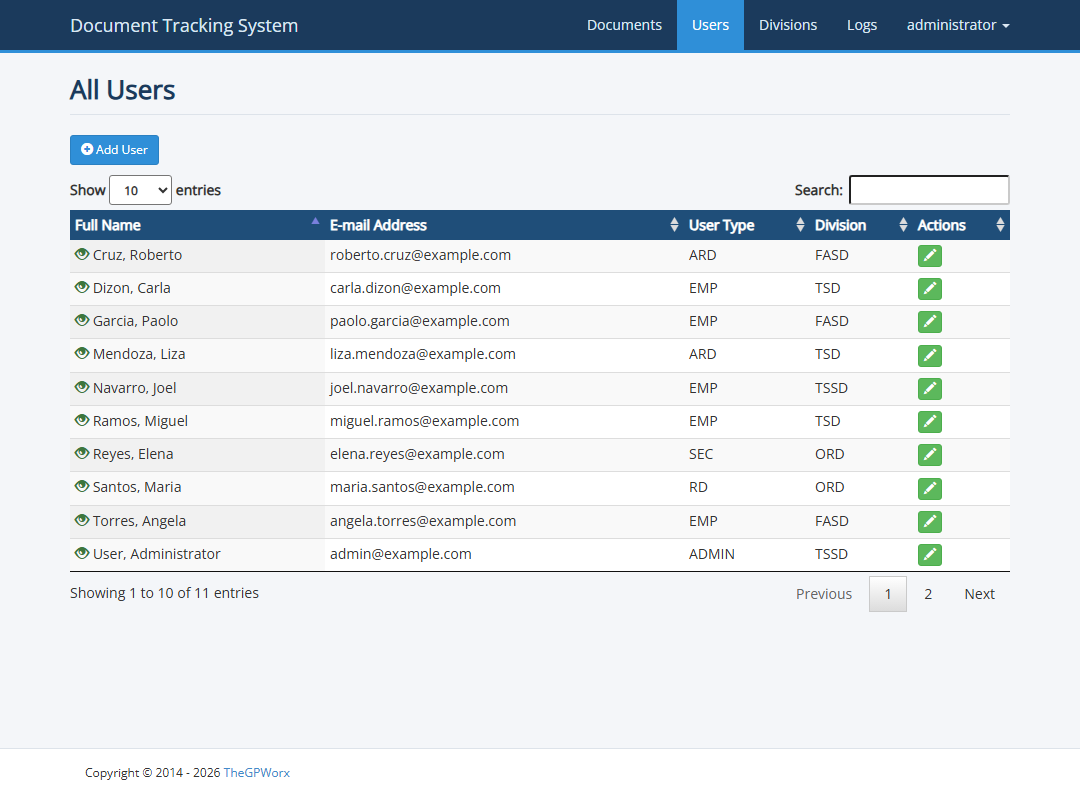 Document Tracking System Documents Users Divisions Logs administrator
All Users
Add User
Show 10 entries Search:
Full Name E-mail Address User Type Division Actions
Cruz, Roberto roberto.cruz@example.com ARD FASD
Dizon, Carla carla.dizon@example.com EMP TSD
Garcia, Paolo paolo.garcia@example.com EMP FASD
Mendoza, Liza liza.mendoza@example.com ARD TSD
Navarro, Joel joel.navarro@example.com EMP TSSD
Ramos, Miguel miguel.ramos@example.com EMP TSD
Reyes, Elena elena.reyes@example.com SEC ORD
Santos, Maria maria.santos@example.com RD ORD
Torres, Angela angela.torres@example.com EMP FASD
User, Administrator admin@example.com ADMIN TSSD
Showing 1 to 10 of 11 entries Previous 1 2 Next
Copyright © 2014 - 2026 TheGPWorx